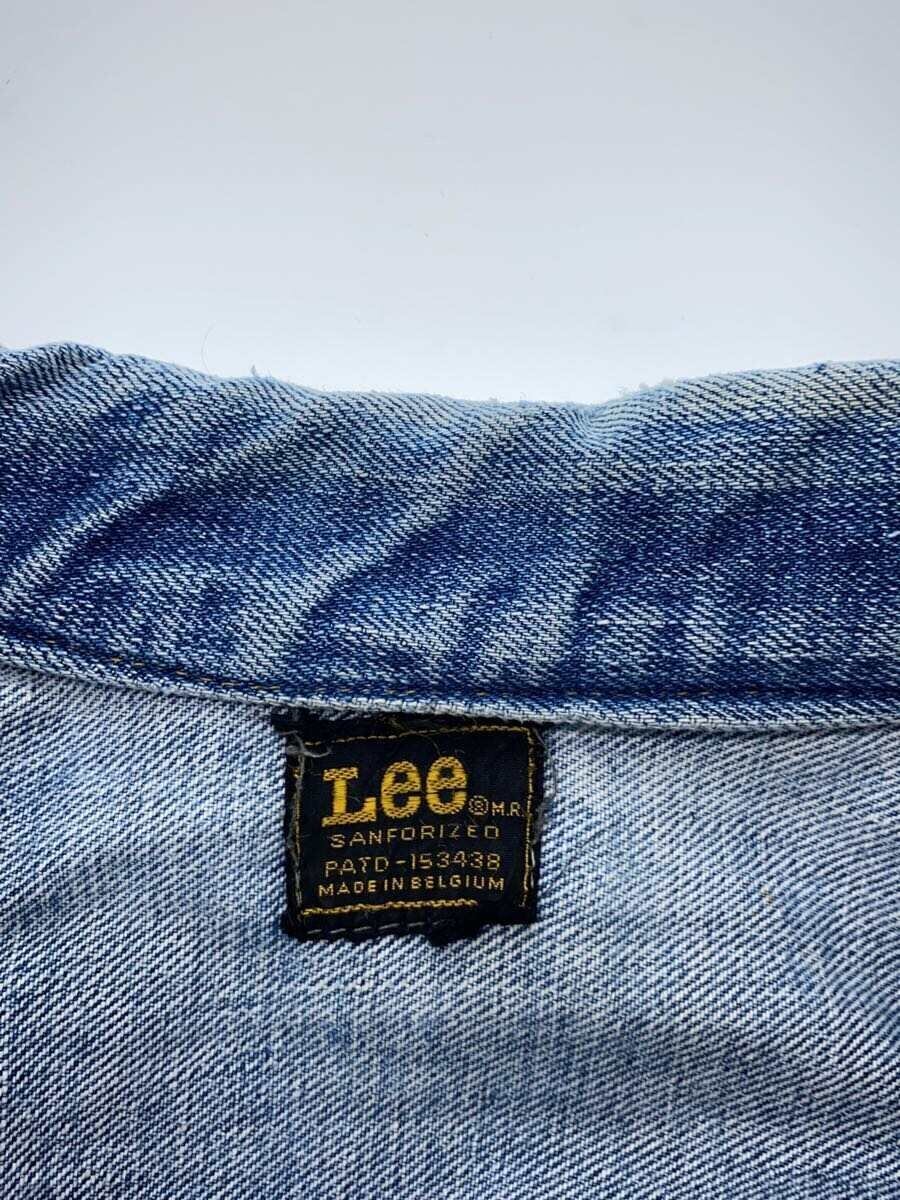 Lee ® M.R.
SANFORIZED
PATD-153438
MADE IN BELGIUM